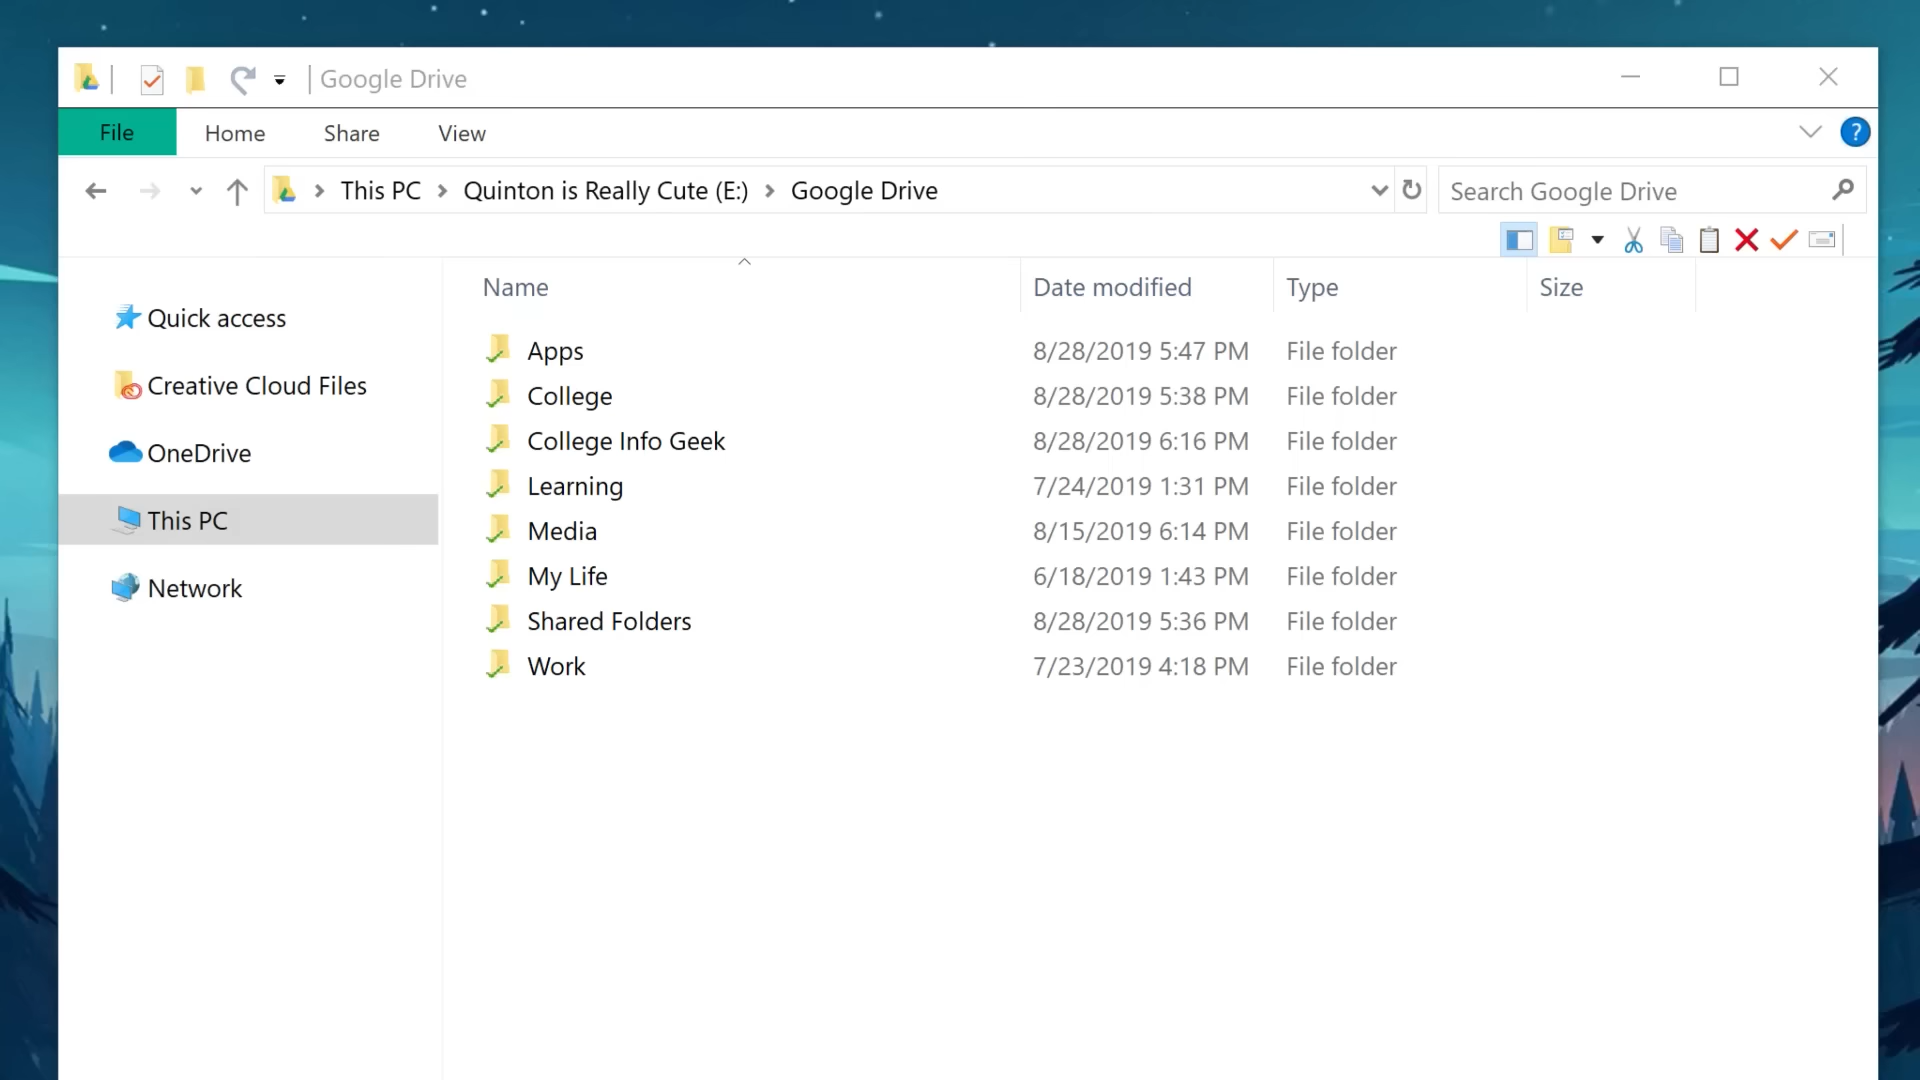 Google Drive
File Home Share View ?
This PC Quinton is Really Cute (E:) Google Drive Search Google Drive
Name Date modified Type Size
Quick access
Creative Cloud Files
OneDrive
This PC
Network
Apps 8/28/2019 5:47 PM File folder
College 8/28/2019 5:38 PM File folder
College Info Geek 8/28/2019 6:16 PM File folder
Learning 7/24/2019 1:31 PM File folder
Media 8/15/2019 6:14 PM File folder
My Life 6/18/2019 1:43 PM File folder
Shared Folders 8/28/2019 5:36 PM File folder
Work 7/23/2019 4:18 PM File folder